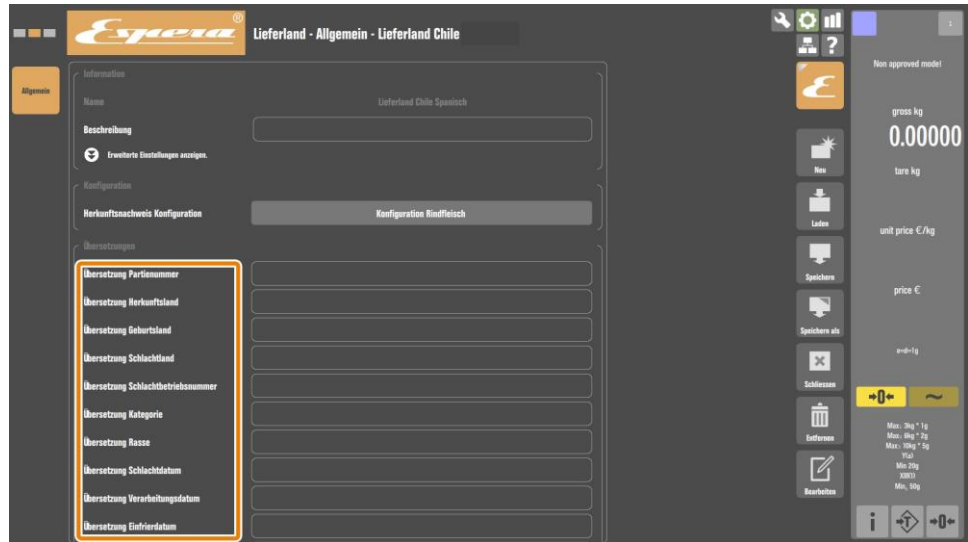 Espera®
Lieferland - Allgemein - Lieferland Chile
Allgemein
Information
Name
Lieferland Chile Spanisch
Beschreibung
Erweiterte Einstellungen anzeigen.
Konfiguration
Herkunftsnachweis Konfiguration
Konfiguration Rindfleisch
Übersetzungen
Übersetzung Partienummer
Übersetzung Herkunftsland
Übersetzung Geburtsland
Übersetzung Schlachtland
Übersetzung Schlachtbetriebsnummer
Übersetzung Kategorie
Übersetzung Rasse
Übersetzung Schlachtdatum
Übersetzung Verarbeitungsdatum
Übersetzung Einfrierdatum
?
E
Neu
Laden
Speichern
Speichern als
Schliessen
Entfernen
Bearbeiten
1
Non approved mode!
gross kg
0.00000
tare kg
unit price €/kg
price €
e=d=1g
→0←
~
Max: 3kg * 1g
Max: 6kg * 2g
Max: 10kg * 5g
Y(a)
Min 20g
Min, 50g
i
→T←
→0←